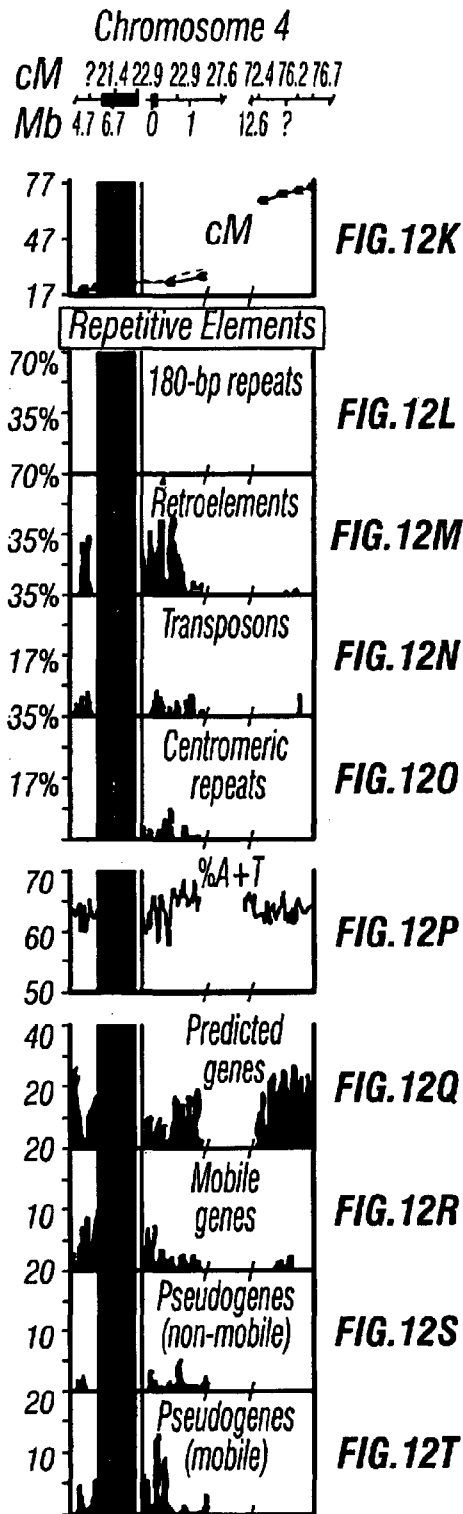 Chromosome 4
cM ?21.4 22.9 22.9 27.6 72.4 76.2 76.7
Mb 4.7 6.7 0 1 12.6 ?
77
47
17
cM
FIG.12K
Repetitive Elements
70%
35%
180-bp repeats
FIG.12L
70%
35%
Retroelements
FIG.12M
35%
17%
Transposons
FIG.12N
35%
17%
Centromeric
repeats
FIG.12O
70
60
50
%A+T
FIG.12P
40
20
Predicted
genes
FIG.12Q
20
20
10
Mobile
genes
FIG.12R
20
10
Pseudogenes
(non-mobile)
FIG.12S
20
10
Pseudogenes
(mobile)
FIG.12T